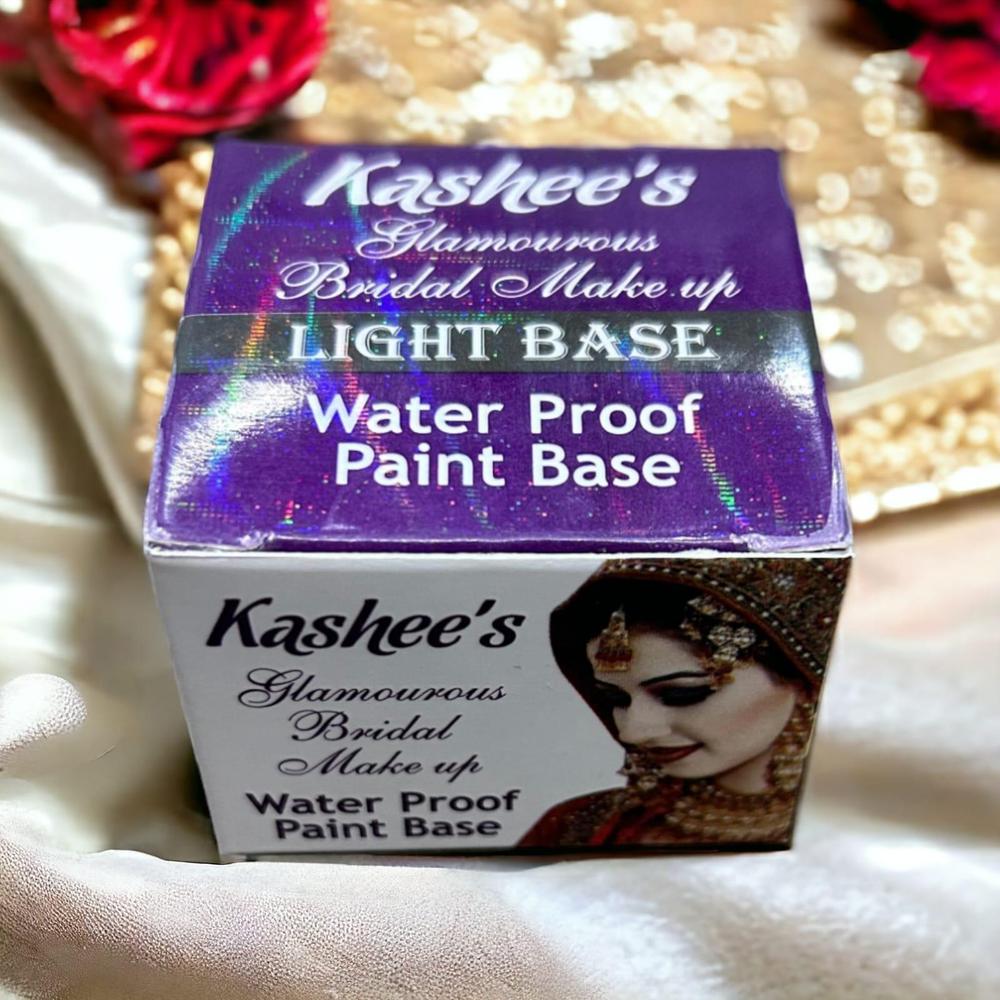 Kashee's
Glamourous
Bridal Make up
LIGHT BASE
Water Proof
Paint Base
Kashee's
Glamourous
Bridal
Make up
Water Proof
Paint Base